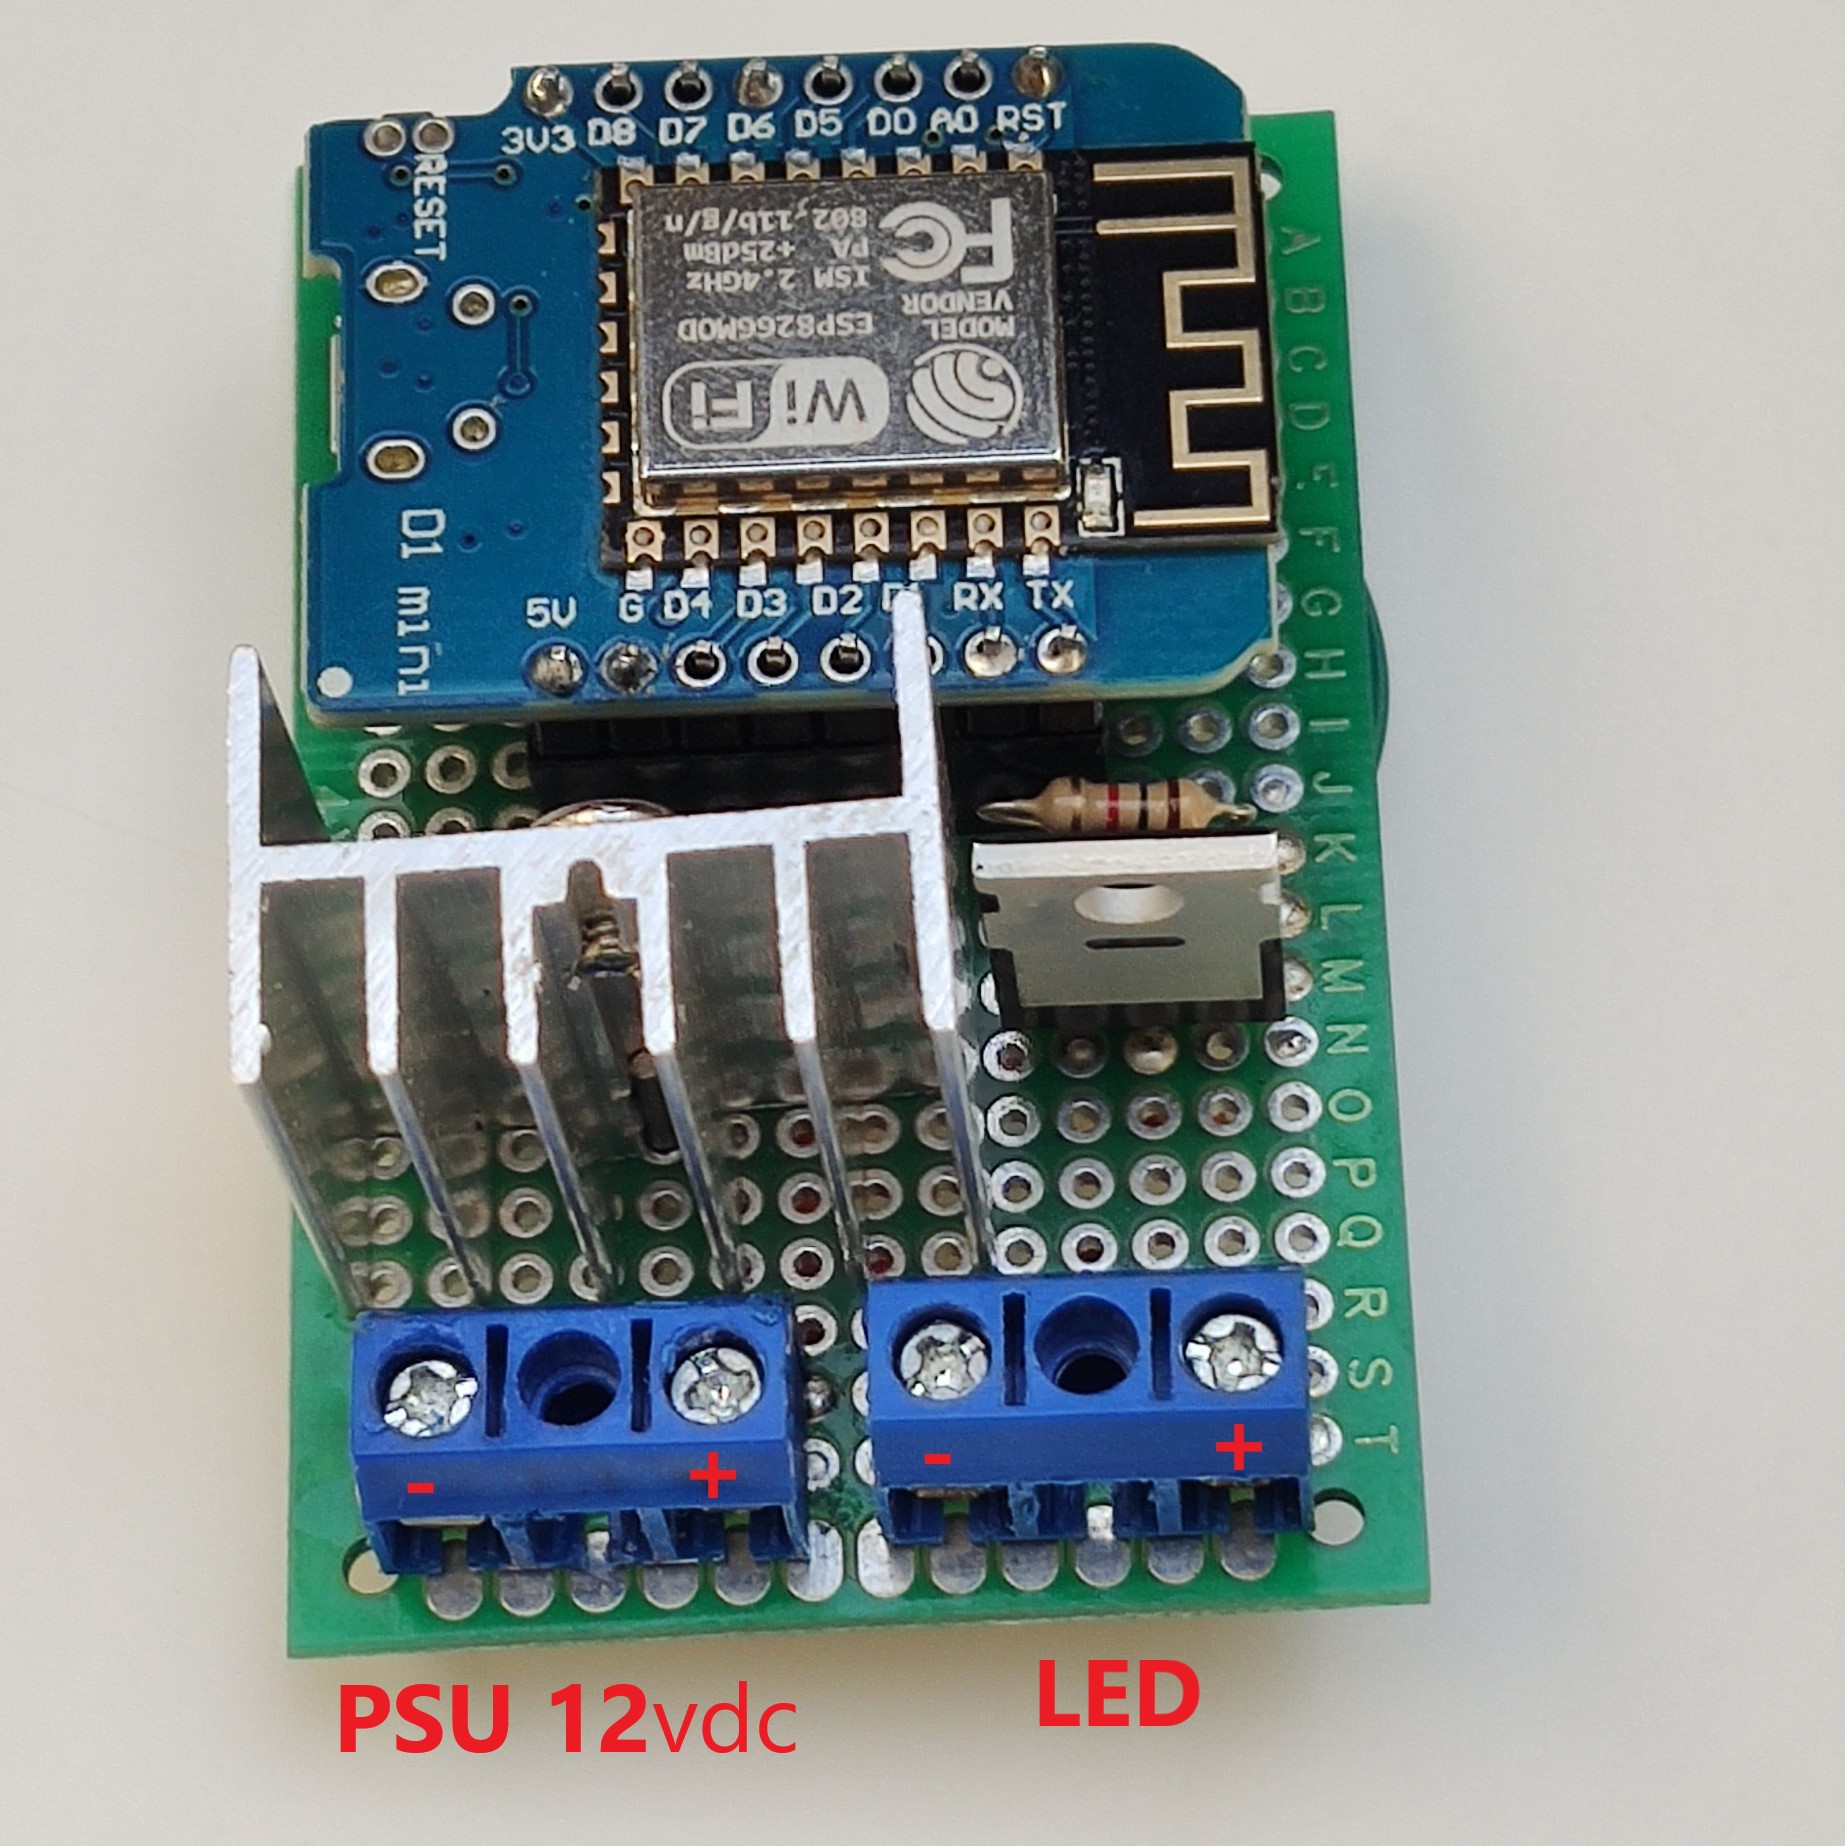 3V3 D8 D7 D6 D5 D0 A0 RST
RESET
802.11b/g/n
PA +25dBm
ISM 2.4GHz
FC
MODEL
VENDOR
ESP8266MOD
WiFi
D1 mini
5V G D4 D3 D2 D1 RX TX
A
B
C
D
E
F
G
H
I
J
K
L
M
N
O
P
Q
R
S
T
- + - +
PSU 12vdc
LED